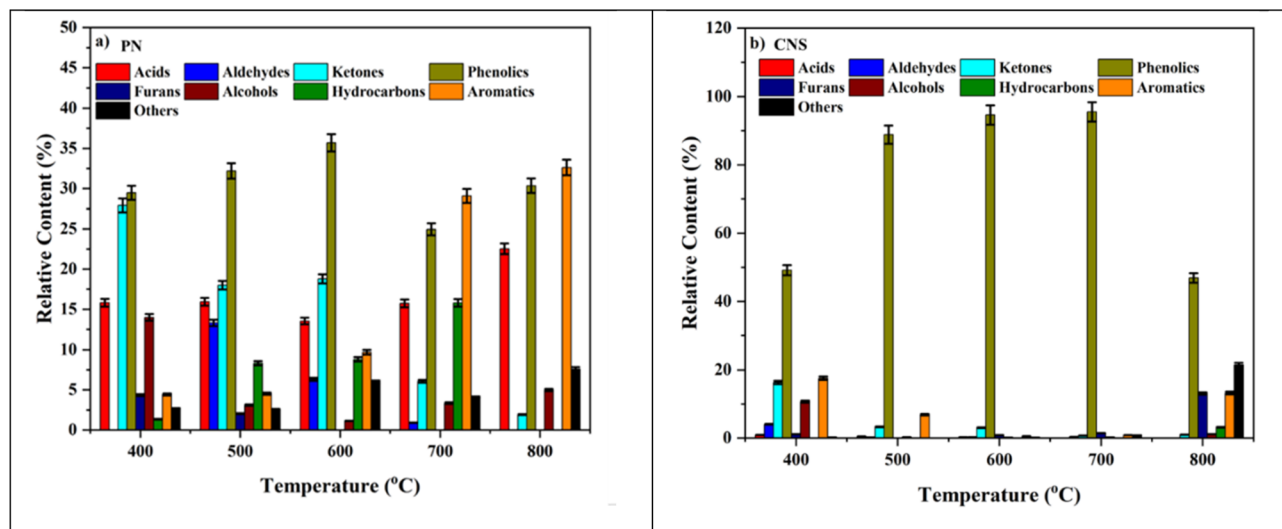 a) PN
Acids Aldehydes Ketones Phenolics
Furans Alcohols Hydrocarbons Aromatics
Others
Relative Content (%)
50
45
40
35
30
25
20
15
10
5
0
400 500 600 700 800
Temperature (°C)
b) CNS
Acids Aldehydes Ketones Phenolics
Furans Alcohols Hydrocarbons Aromatics
Others
Relative Content (%)
120
100
80
60
40
20
0
400 500 600 700 800
Temperature (°C)